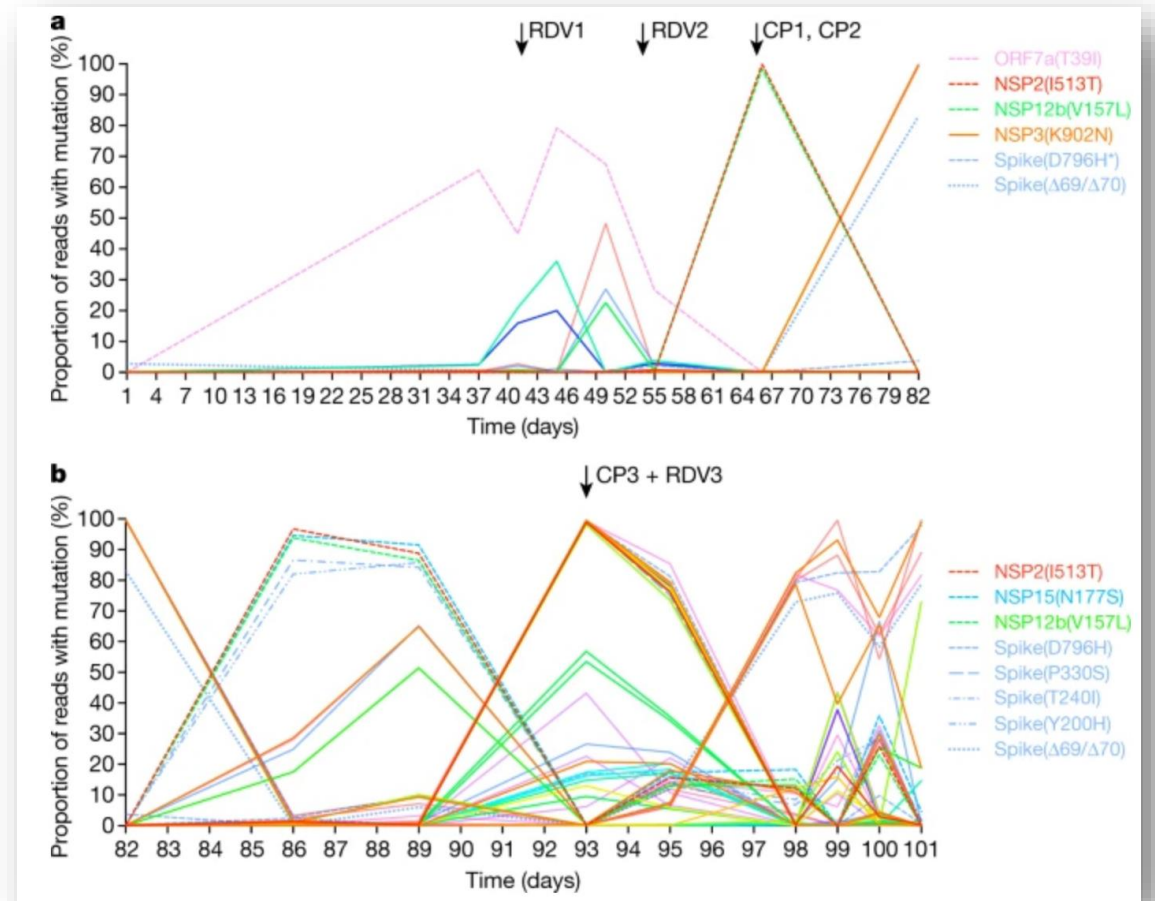 a
RDV1 RDV2 CP1, CP2
Proportion of reads with mutation (%)
100
90
80
70
60
50
40
30
20
10
0
1 4 7 10 13 16 19 22 25 28 31 34 37 40 43 46 49 52 55 58 61 64 67 70 73 76 79 82
Time (days)
ORF7a(T39I)
NSP2(I513T)
NSP12b(V157L)
NSP3(K902N)
Spike(D796H*)
Spike(Δ69/Δ70)
b
CP3 + RDV3
Proportion of reads with mutation (%)
100
90
80
70
60
50
40
30
20
10
0
82 83 84 85 86 87 88 89 90 91 92 93 94 95 96 97 98 99 100 101
Time (days)
NSP2(I513T)
NSP15(N177S)
NSP12b(V157L)
Spike(D796H)
Spike(P330S)
Spike(T240I)
Spike(Y200H)
Spike(Δ69/Δ70)